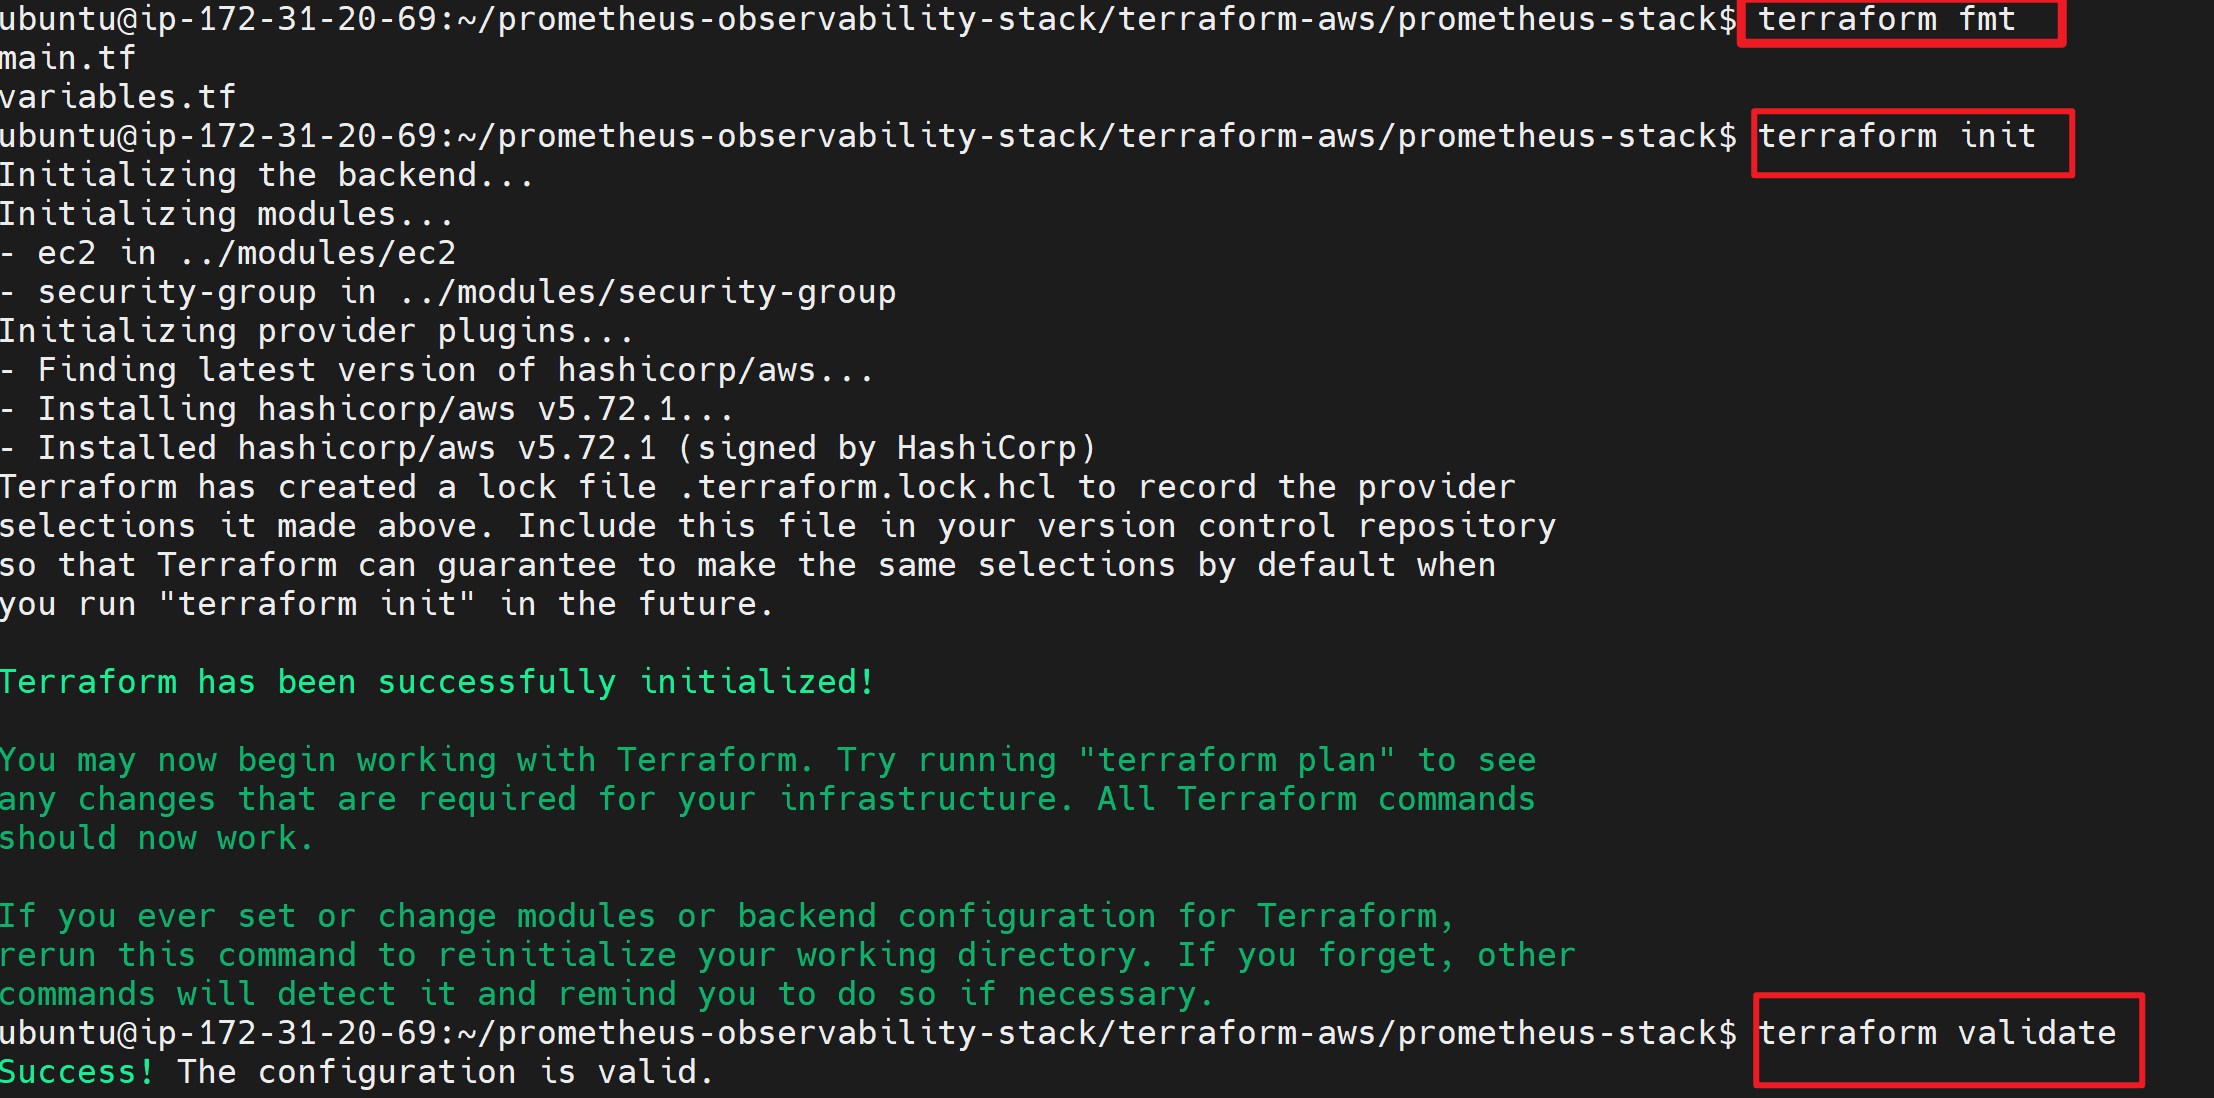 ubuntu@ip-172-31-20-69:~/prometheus-observability-stack/terraform-aws/prometheus-stack$ terraform fmt
main.tf
variables.tf
ubuntu@ip-172-31-20-69:~/prometheus-observability-stack/terraform-aws/prometheus-stack$ terraform init
Initializing the backend...
Initializing modules...
- ec2 in ../modules/ec2
- security-group in ../modules/security-group
Initializing provider plugins...
- Finding latest version of hashicorp/aws...
- Installing hashicorp/aws v5.72.1...
- Installed hashicorp/aws v5.72.1 (signed by HashiCorp)
Terraform has created a lock file .terraform.lock.hcl to record the provider
selections it made above. Include this file in your version control repository
so that Terraform can guarantee to make the same selections by default when
you run "terraform init" in the future.
Terraform has been successfully initialized!
You may now begin working with Terraform. Try running "terraform plan" to see
any changes that are required for your infrastructure. All Terraform commands
should now work.
If you ever set or change modules or backend configuration for Terraform,
rerun this command to reinitialize your working directory. If you forget, other
commands will detect it and remind you to do so if necessary.
ubuntu@ip-172-31-20-69:~/prometheus-observability-stack/terraform-aws/prometheus-stack$ terraform validate
Success! The configuration is valid.